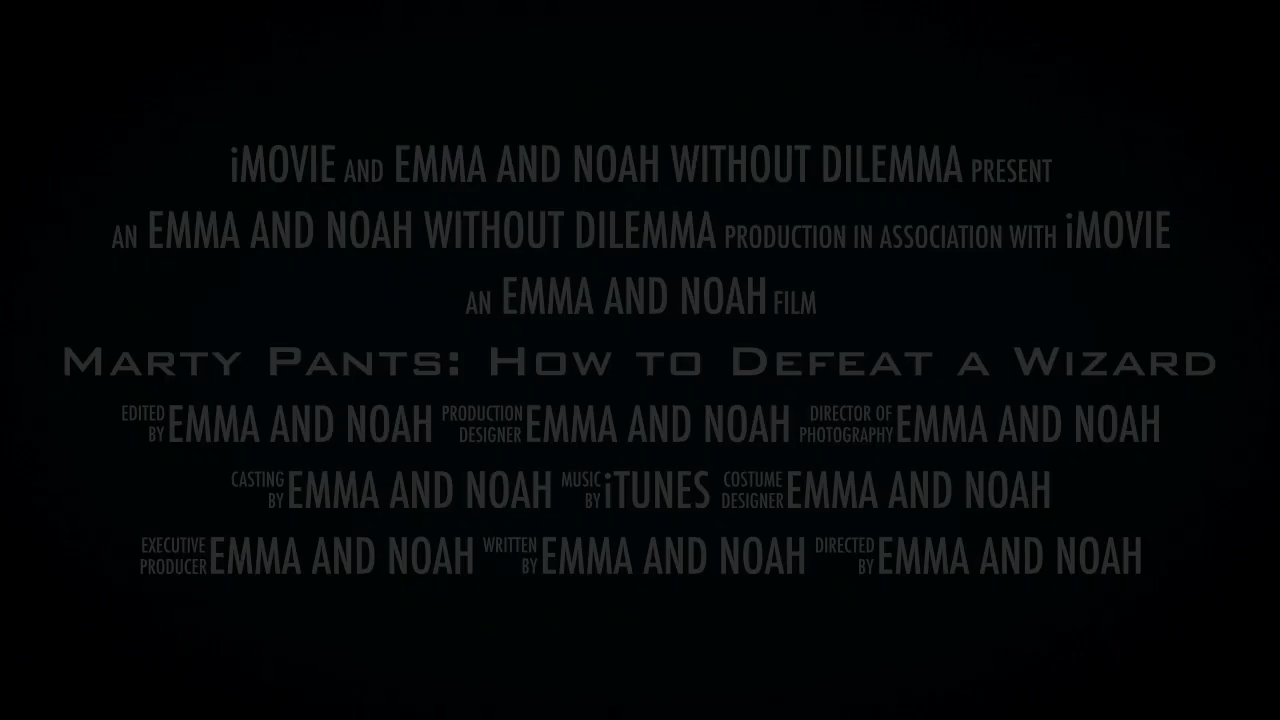 iMOVIE AND EMMA AND NOAH WITHOUT DILEMMA PRESENT
AN EMMA AND NOAH WITHOUT DILEMMA PRODUCTION IN ASSOCIATION WITH iMOVIE
AN EMMA AND NOAH FILM
MARTY PANTS: HOW TO DEFEAT A WIZARD
EDITED BY EMMA AND NOAH PRODUCTION DESIGNER EMMA AND NOAH DIRECTOR OF PHOTOGRAPHY EMMA AND NOAH
CASTING BY EMMA AND NOAH MUSIC BY iTUNES COSTUME DESIGNER EMMA AND NOAH
EXECUTIVE PRODUCER EMMA AND NOAH WRITTEN BY EMMA AND NOAH DIRECTED BY EMMA AND NOAH